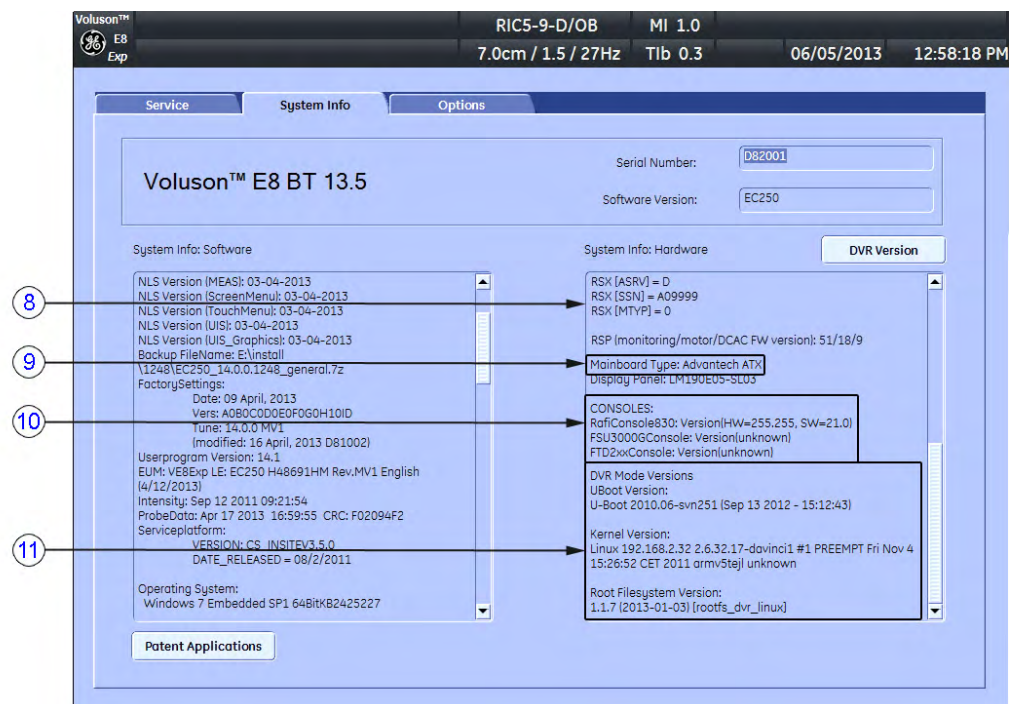 Voluson™
E8
Exp
RIC5-9-D/OB MI 1.0
7.0cm / 1.5 / 27Hz TIb 0.3 06/05/2013 12:58:18 PM
Service System Info Options
Voluson™ E8 BT 13.5
Serial Number: D82001
Software Version: EC250
System Info: Software
NLS Version (MEAS): 03-04-2013
NLS Version (ScreenMenu): 03-04-2013
NLS Version (TouchMenu): 03-04-2013
NLS Version (UIS): 03-04-2013
NLS Version (UIS_Graphics): 03-04-2013
Backup FileName: E:\install
\1248\EC250_14.0.0.1248_general.7z
FactorySettings:
Date: 09 April, 2013
Vers: A0B0C0D0E0F0G0H10ID
Tune: 14.0.0 MV1
(modified: 16 April, 2013 D81002)
Userprogram Version: 14.1
EUM: VE8Exp LE: EC250 H48691HM Rev.MV1 English
(4/12/2013)
Intensity: Sep 12 2011 09:21:54
ProbeData: Apr 17 2013 16:59:55 CRC: F02094F2
Serviceplatform:
VERSION: CS_INSITEV3.5.0
DATE_RELEASED = 08/2/2011
Operating System:
Windows 7 Embedded SP1 64BitKB2425227
Patent Applications
System Info: Hardware
DVR Version
RSX [ASRV] = D
RSX [SSN] = A09999
RSX [MTYP] = 0
RSP (monitoring/motor/DCAC FW version): 51/18/9
Mainboard Type: Advantech ATX
Display Panel: LM190E05-SL03
CONSOLES:
RafiConsole830: Version(HW=255.255, SW=21.0)
FSU3000GConsole: Version(unknown)
FTD2xxConsole: Version(unknown)
DVR Mode Versions
UBoot Version:
U-Boot 2010.06-svn251 (Sep 13 2012 - 15:12:43)
Kernel Version:
Linux 192.168.2.32 2.6.32.17-davinci1 #1 PREEMPT Fri Nov 4
15:26:52 CET 2011 armv5tejl unknown
Root Filesystem Version:
1.1.7 (2013-01-03) [rootfs_dvr_linux]
8
9
10
11